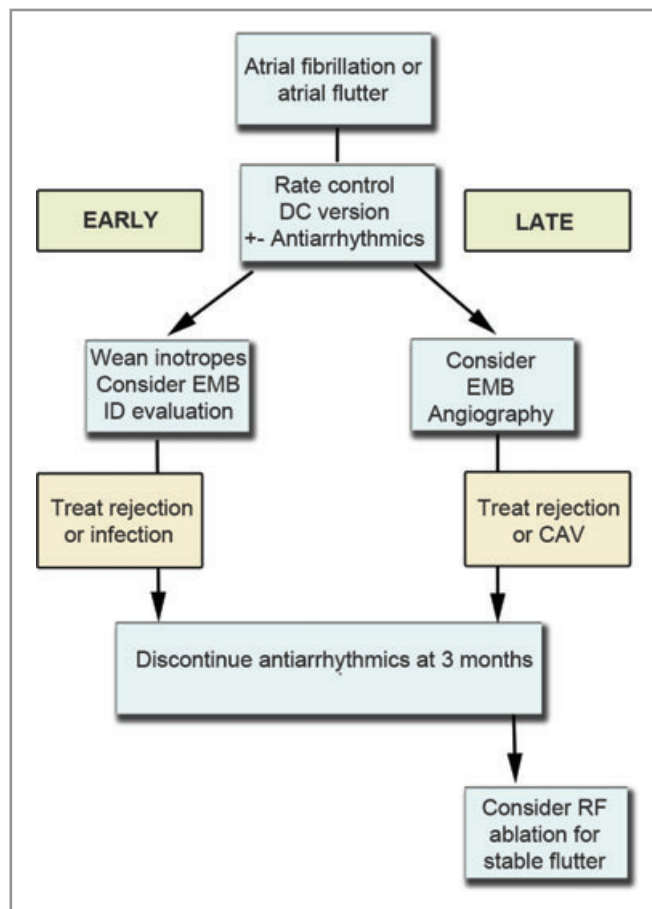 Atrial fibrillation or
atrial flutter
Rate control
DC version
+- Antiarrhythmics
EARLY
LATE
Wean inotropes
Consider EMB
ID evaluation
Consider
EMB
Angiography
Treat rejection
or infection
Treat rejection
or CAV
Discontinue antiarrhythmics at 3 months
Consider RF
ablation for
stable flutter